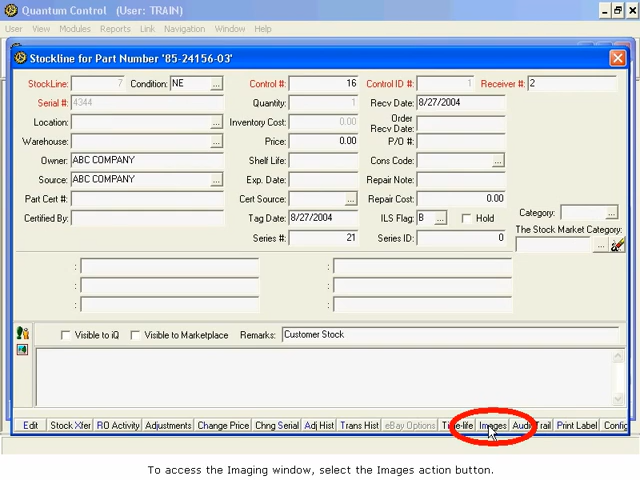 Quantum Control (User: TRAIN)
User View Modules Reports Link Navigation Window Help
Stockline for Part Number '85-24156-03'
StockLine: 7 Condition: NE ... Control #: 16 Control ID #: 1 Receiver #: 2
Serial #: 4344 Quantity: 1 Recv Date: 8/27/2004
Location: ... Inventory Cost: 0.00 Order Recv Date:
Warehouse: ... Price: 0.00 P/O #:
Owner: ABC COMPANY Shelf Life: Cons Code: ...
Source: ABC COMPANY ... Exp. Date: Repair Note:
Part Cert #: Cert Source: ... Repair Cost: 0.00
Certified By: Tag Date: 8/27/2004 ILS Flag: B ... Hold Category: ...
Series #: 21 Series ID: 0 The Stock Market Category: ...
: :
: :
: :
Visible to iQ Visible to Marketplace Remarks: Customer Stock
Edit Stock Xfer RO Activity Adjustments Change Price Chng Serial Adj Hist Trans Hist eBay Options Images Print Label Config
To access the Imaging window, select the Images action button.